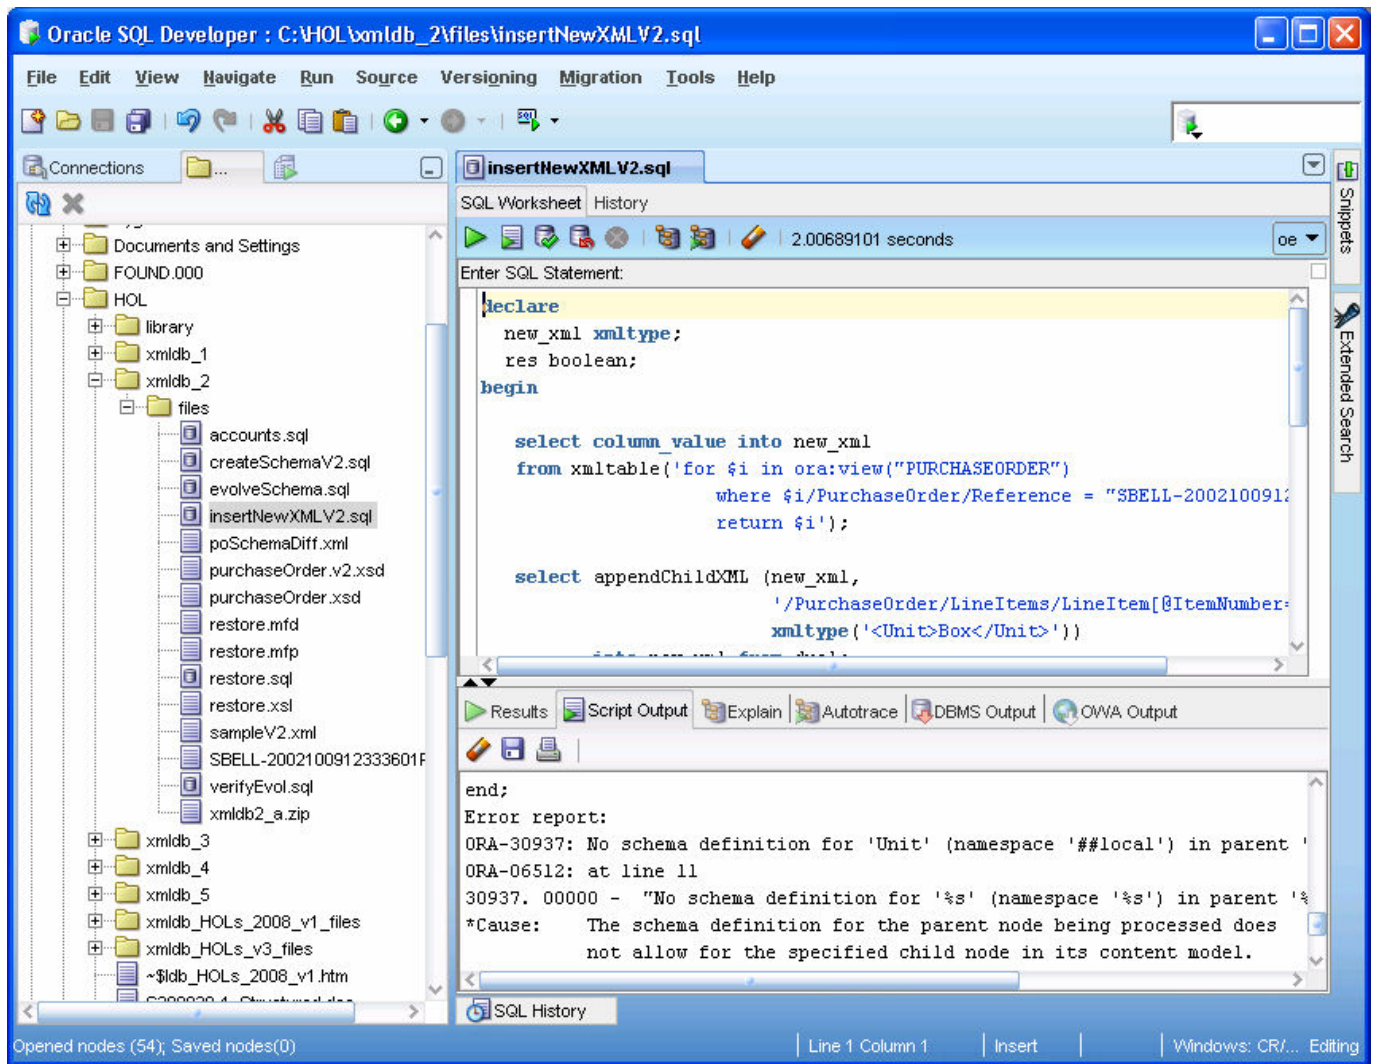 Oracle SQL Developer : C:\HOL\xmldb_2\files\insertNewXMLV2.sql
File Edit View Navigate Run Source Versioning Migration Tools Help
Connections ...
Documents and Settings
FOUND.000
HOL
library
xmldb_1
xmldb_2
files
accounts.sql
createSchemaV2.sql
evolveSchema.sql
insertNewXMLV2.sql
poSchemaDiff.xml
purchaseOrder.v2.xsd
purchaseOrder.xsd
restore.mfd
restore.mfp
restore.sql
restore.xsl
sampleV2.xml
SBELL-2002100912333601F
verifyEvol.sql
xmldb2_a.zip
xmldb_3
xmldb_4
xmldb_5
xmldb_HOLs_2008_v1_files
xmldb_HOLs_v3_files
~$ldb_HOLs_2008_v1.htm
insertNewXMLV2.sql
SQL Worksheet History
2.00689101 seconds
oe
Enter SQL Statement:
declare
new_xml xmltype;
res boolean;
begin
select column_value into new_xml
from xmltable('for $i in ora:view("PURCHASEORDER")
where $i/PurchaseOrder/Reference = "SBELL-2002100912
return $i');
select appendChildXML (new_xml,
'/PurchaseOrder/LineItems/LineItem[@ItemNumber=
xmltype('<Unit>Box</Unit>'))
into new_xml from dual;
Results Script Output Explain Autotrace DBMS Output OWA Output
end;
Error report:
ORA-30937: No schema definition for 'Unit' (namespace '##local') in parent '
ORA-06512: at line 11
30937. 00000 - "No schema definition for '%s' (namespace '%s') in parent '%
*Cause: The schema definition for the parent node being processed does
not allow for the specified child node in its content model.
SQL History
Snippets
Extended Search
Opened nodes (54); Saved nodes(0)
Line 1 Column 1
Insert
Windows: CR/... Editing